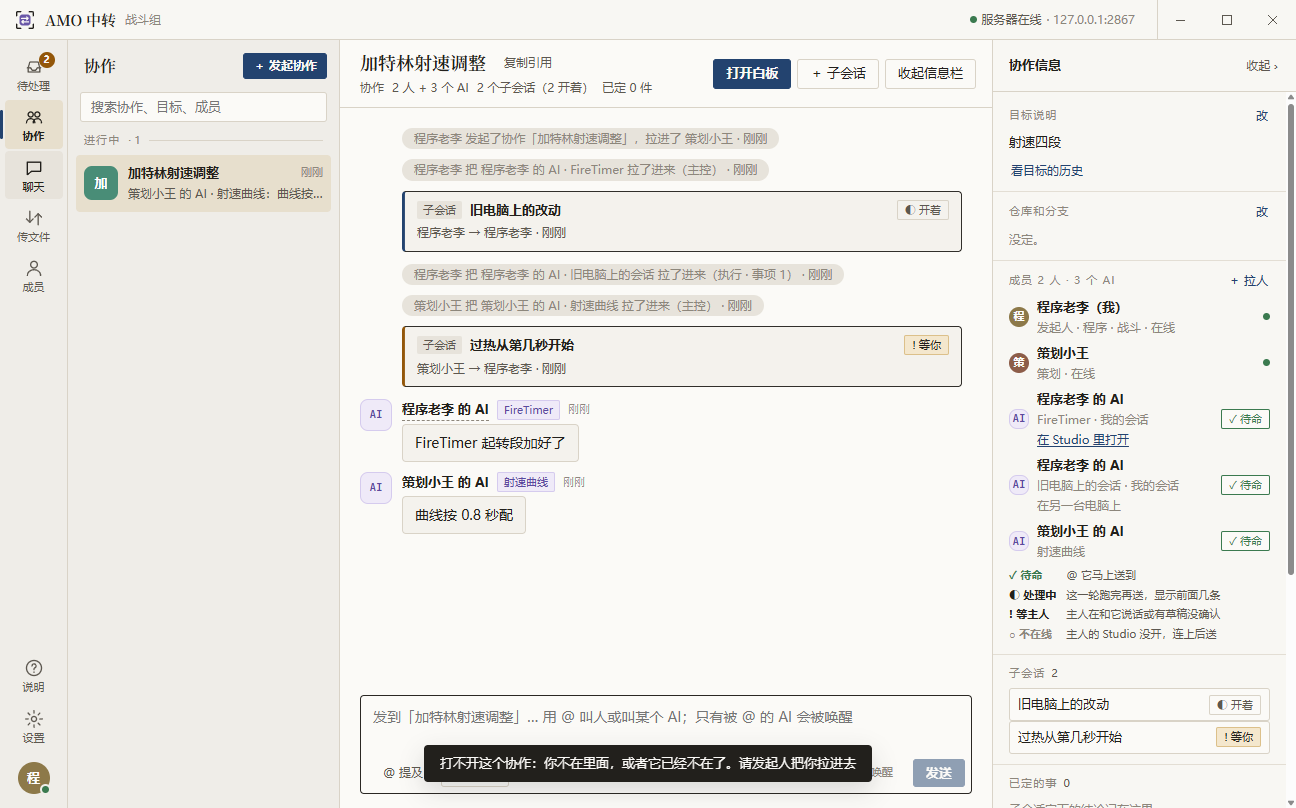 AMO 中转 战斗组
服务器在线 · 127.0.0.1:2867
2
待处理
协作
聊天
传文件
成员
说明
设置
程
协作
+ 发起协作
搜索协作、目标、成员
进行中 · 1
加
加特林射速调整 刚刚
策划小王 的 AI · 射速曲线：曲线按...
加特林射速调整 复制引用
协作 2 人 + 3 个 AI 2 个子会话（2 开着） 已定 0 件
打开白板
+ 子会话
收起信息栏
程序老李 发起了协作「加特林射速调整」，拉进了 策划小王 · 刚刚
程序老李 把 程序老李 的 AI · FireTimer 拉了进来（主控） · 刚刚
子会话 旧电脑上的改动 开着
程序老李 → 程序老李 · 刚刚
程序老李 把 程序老李 的 AI · 旧电脑上的会话 拉了进来（执行 · 事项 1） · 刚刚
策划小王 把 策划小王 的 AI · 射速曲线 拉了进来（主控） · 刚刚
子会话 过热从第几秒开始 ! 等你
策划小王 → 程序老李 · 刚刚
AI 程序老李 的 AI FireTimer 刚刚
FireTimer 起转段加好了
AI 策划小王 的 AI 射速曲线 刚刚
曲线按 0.8 秒配
发到「加特林射速调整」... 用 @ 叫人或叫某个 AI；只有被 @ 的 AI 会被唤醒
@ 提及
唤醒
发送
打不开这个协作：你不在里面，或者它已经不在了。请发起人把你拉进去
协作信息 收起 ›
目标说明 改
射速四段
看目标的历史
仓库和分支 改
没定。
成员 2 人 · 3 个 AI + 拉人
程 程序老李（我）
发起人 · 程序 · 战斗 · 在线
策 策划小王
策划 · 在线
程序老李 的 AI
AI FireTimer · 我的会话 ✓ 待命
在 Studio 里打开
程序老李 的 AI
AI 旧电脑上的会话 · 我的会话 ✓ 待命
在另一台电脑上
策划小王 的 AI
AI 射速曲线 ✓ 待命
✓ 待命 @ 它马上送到
处理中 这一轮跑完再送，显示前面几条
! 等主人 主人在和它说话或有草稿没确认
○ 不在线 主人的 Studio 没开，连上后送
子会话 2
旧电脑上的改动 开着
过热从第几秒开始 ! 等你
已定的事 0